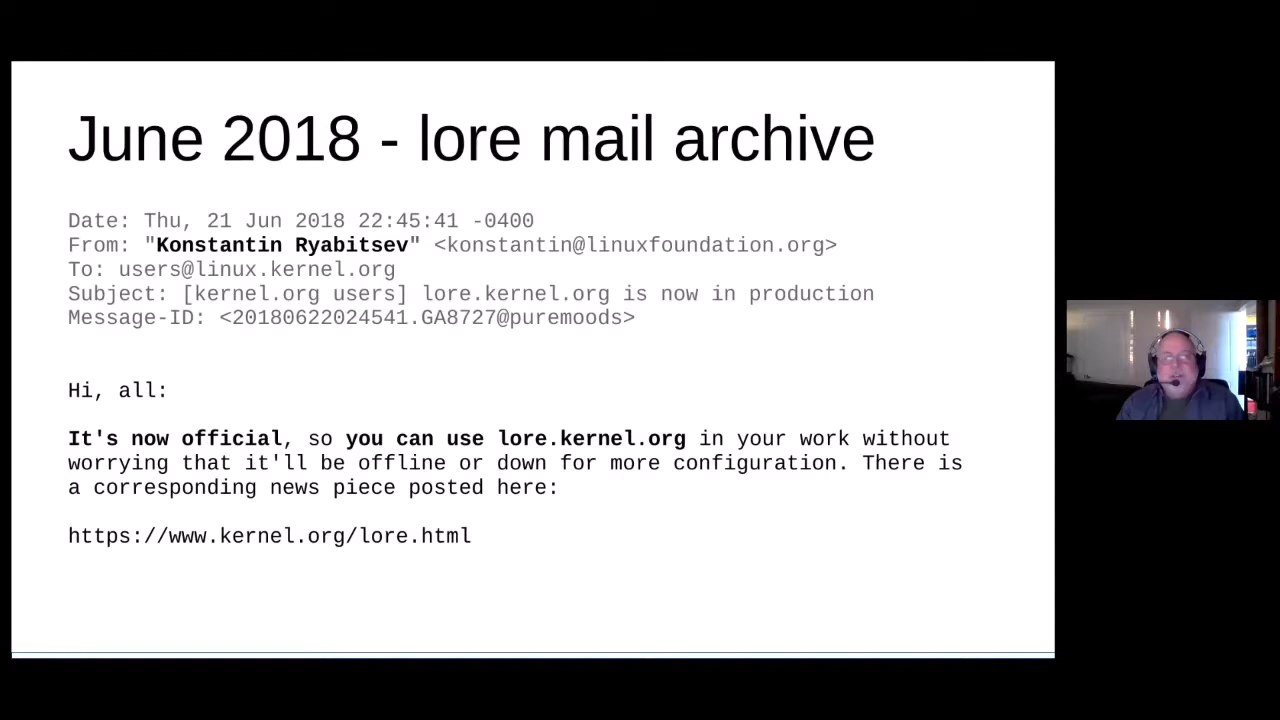 June 2018 - lore mail archive
Date: Thu, 21 Jun 2018 22:45:41 -0400
From: "Konstantin Ryabitsev" <konstantin@linuxfoundation.org>
To: users@linux.kernel.org
Subject: [kernel.org users] lore.kernel.org is now in production
Message-ID: <20180622024541.GA8727@puremoods>
Hi, all:
It's now official, so you can use lore.kernel.org in your work without
worrying that it'll be offline or down for more configuration. There is
a corresponding news piece posted here:
https://www.kernel.org/lore.html